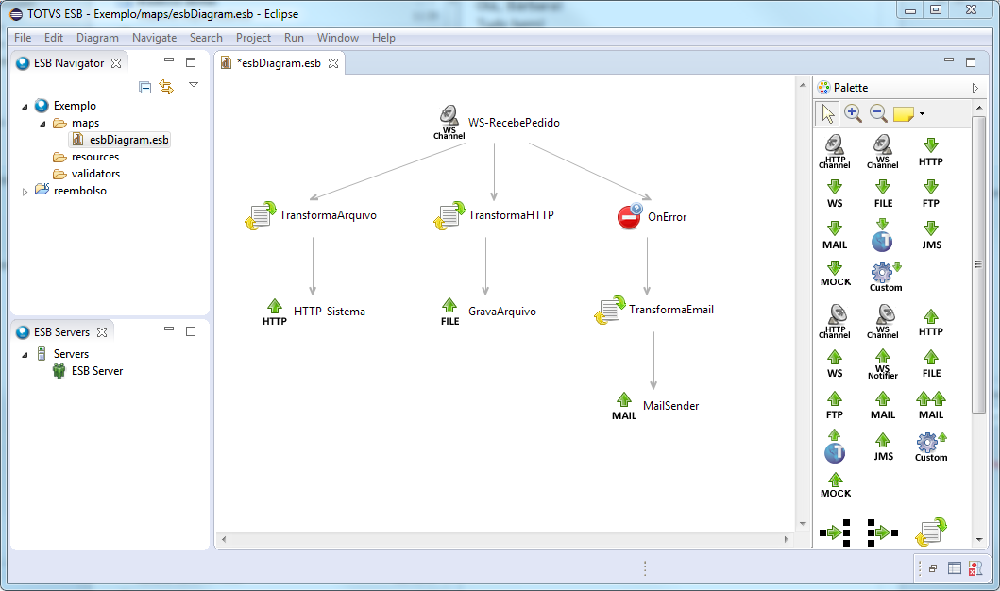 TOTVS ESB - Exemplo/maps/esbDiagram.esb - Eclipse
File Edit Diagram Navigate Search Project Run Window Help
ESB Navigator
Exemplo
maps
esbDiagram.esb
resources
validators
reembolso
ESB Servers
Servers
ESB Server
*esbDiagram.esb
WS
Channel
WS-RecebePedido
TransformaArquivo
TransformaHTTP
OnError
HTTP
HTTP-Sistema
FILE
GravaArquivo
TransformaEmail
MAIL
MailSender
Palette
HTTP
Channel
WS
Channel
HTTP
WS
FILE
FTP
MAIL
JMS
MOCK
Custom
HTTP
Channel
WS
Channel
HTTP
WS
WS
Notifier
FILE
FTP
MAIL
MAIL
JMS
Custom
MOCK